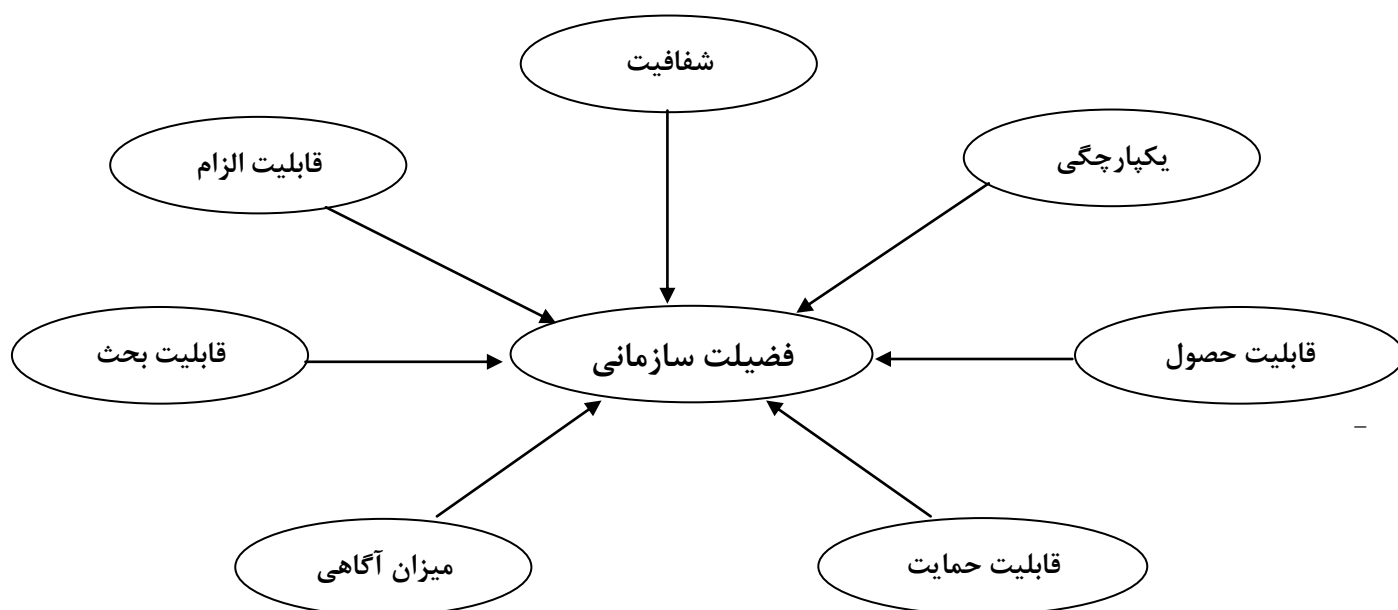 شفافیت
یکپارچگی
قابلیت الزام
قابلیت حصول
فضیلت سازمانی
قابلیت بحث
قابلیت حمایت
میزان آگاهی